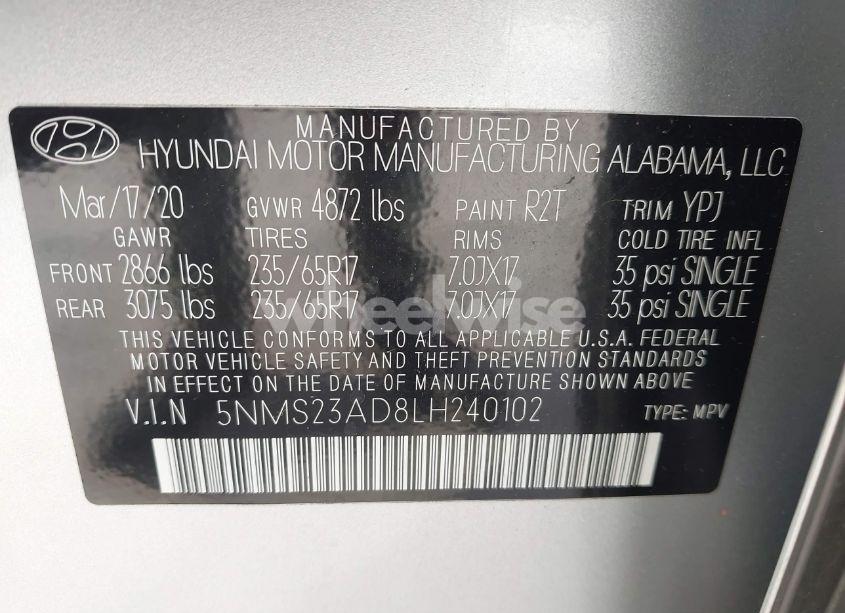 MANUFACTURED BY
HYUNDAI MOTOR MANUFACTURING ALABAMA, LLC
Mar/17/20 GVWR 4872 lbs PAINT R2T TRIM YPJ
GAWR TIRES RIMS COLD TIRE INFL
FRONT 2866 lbs 235/65R17 7.0JX17 35 psi SINGLE
REAR 3075 lbs 235/65R17 7.0JX17 35 psi SINGLE
wheelwise
THIS VEHICLE CONFORMS TO ALL APPLICABLE U.S.A. FEDERAL
MOTOR VEHICLE SAFETY AND THEFT PREVENTION STANDARDS
IN EFFECT ON THE DATE OF MANUFACTURE SHOWN ABOVE
V.I.N 5NMS23AD8LH240102 TYPE: MPV